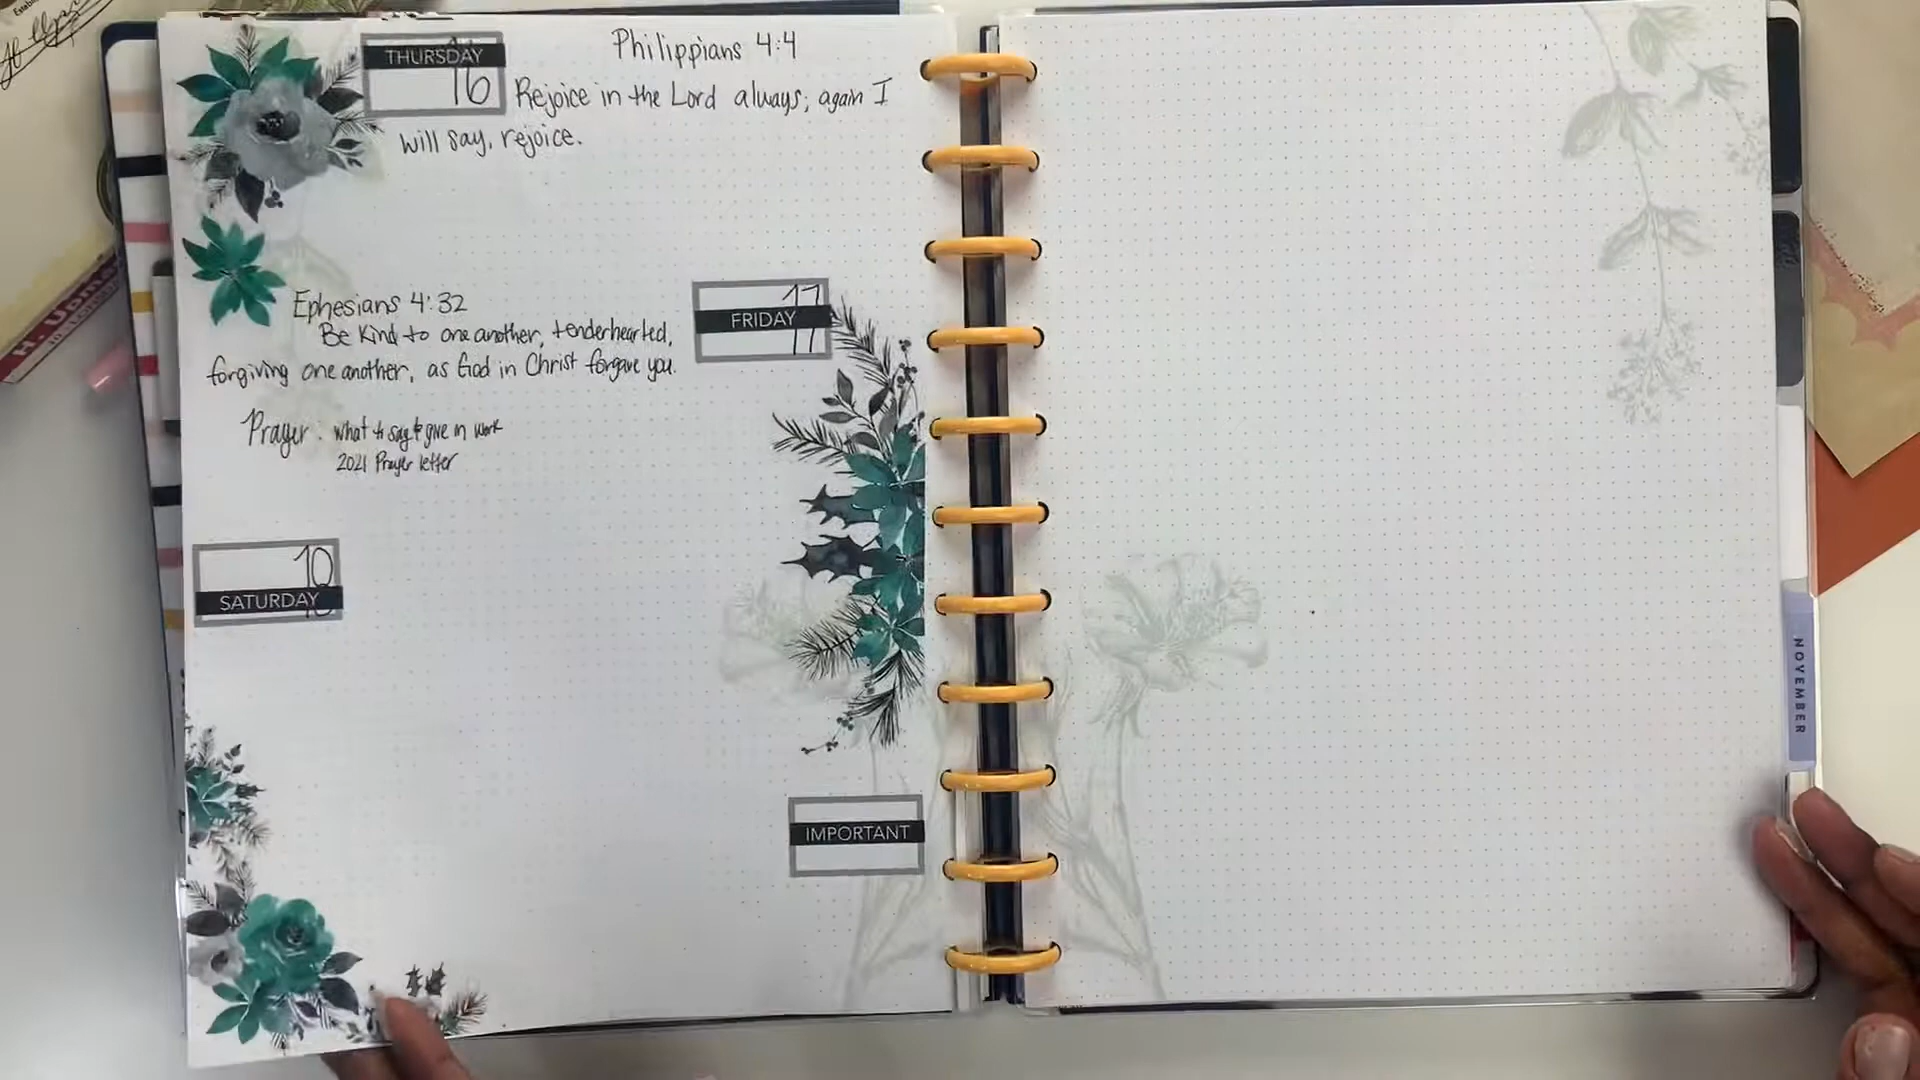 THURSDAY
16
Philippians 4:4
Rejoice in the Lord always; again I
will say, rejoice.
17
FRIDAY
Ephesians 4:32
Be Kind to one another, tenderhearted,
forgiving one another, as God in Christ forgave you.
Prayer: what to say & give in work
2021 Prayer letter
SATURDAY
IMPORTANT
NOVEMBER